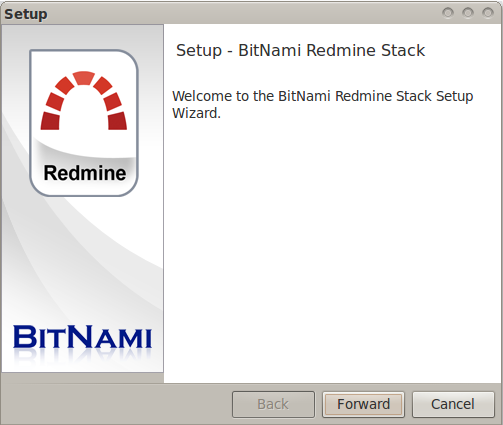 Setup
Setup - BitNami Redmine Stack
Welcome to the BitNami Redmine Stack Setup
Wizard.
Redmine
BITNAMI
Back
Forward
Cancel